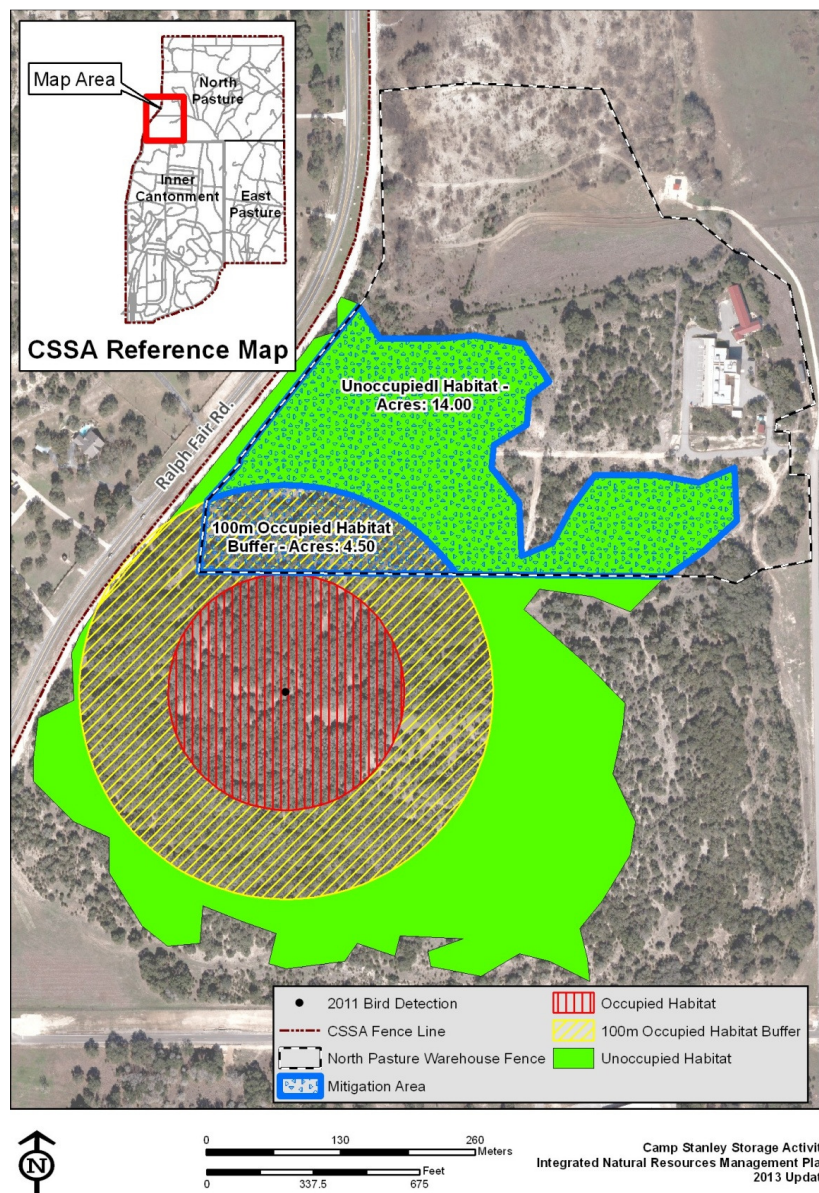 Map Area
North
Pasture
Inner
Cantonment
East
Pasture
CSSA Reference Map
Ralph Fair Rd.
Unoccupiedl Habitat -
Acres: 14.00
100m Occupied Habitat
Buffer - Acres: 4.50
2011 Bird Detection
CSSA Fence Line
North Pasture Warehouse Fence
Mitigation Area
Occupied Habitat
100m Occupied Habitat Buffer
Unoccupied Habitat
N
0 130 260
Meters
Feet
0 337.5 675
Camp Stanley Storage Activit
Integrated Natural Resources Management Pla
2013 Updat